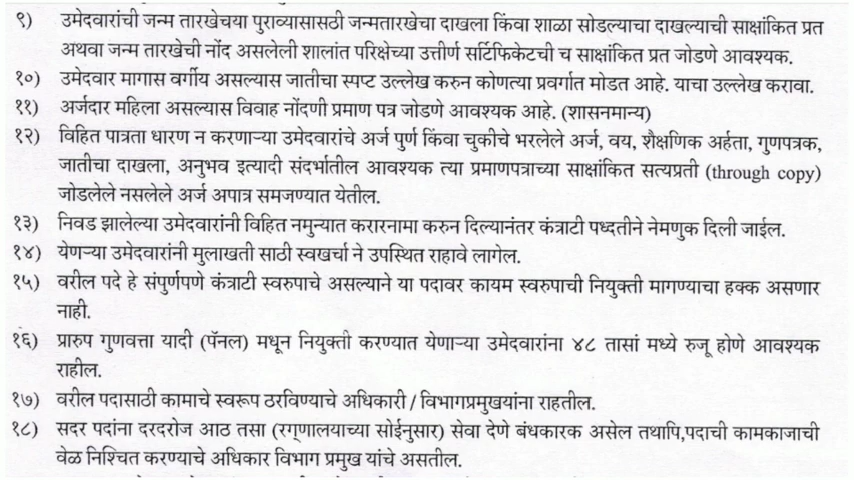 ९) उमेदवारांची जन्म तारखेचया पुराव्यासासठी जन्मतारखेचा दाखला किंवा शाळा सोडल्याचा दाखल्याची साक्षांकित प्रत
अथवा जन्म तारखेची नोंद असलेली शालांत परिक्षेच्या उत्तीर्ण सर्टिफिकेटची च साक्षांकित प्रत जोडणे आवश्यक.
१०) उमेदवार मागास वर्गीय असल्यास जातीचा स्पष्ट उल्लेख करुन कोणत्या प्रवर्गात मोडत आहे. याचा उल्लेख करावा.
११) अर्जदार महिला असल्यास विवाह नोंदणी प्रमाण पत्र जोडणे आवश्यक आहे. (शासनमान्य)
१२) विहित पात्रता धारण न करणाऱ्या उमेदवारांचे अर्ज पुर्ण किंवा चुकीचे भरलेले अर्ज, वय, शैक्षणिक अर्हता, गुणपत्रक,
जातीचा दाखला, अनुभव इत्यादी संदर्भातील आवश्यक त्या प्रमाणपत्राच्या साक्षांकित सत्यप्रती (through copy)
जोडलेले नसलेले अर्ज अपात्र समजण्यात येतील.
१३) निवड झालेल्या उमेदवारांनी विहित नमुन्यात करारनामा करुन दिल्यानंतर कंत्राटी पध्दतीने नेमणुक दिली जाईल.
१४) येणऱ्या उमेदवारांनी मुलाखती साठी स्वखर्चा ने उपस्थित राहावे लागेल.
१५) वरील पदे हे संपुर्णपणे कंत्राटी स्वरुपाचे असल्याने या पदावर कायम स्वरुपाची नियुक्ती मागण्याचा हक्क असणार
नाही.
१६) प्रारुप गुणवत्ता यादी (पॅनल) मधून नियुक्ती करण्यात येणाऱ्या उमेदवारांना ४८ तासां मध्ये रुजू होणे आवश्यक
राहील.
१७) वरील पदासाठी कामाचे स्वरूप ठरविण्याचे अधिकारी / विभागप्रमुखयांना राहतील.
१८) सदर पदांना दरदरोज आठ तसा (रग्णालयाच्या सोईनुसार) सेवा देणे बंधकारक असेल तथापि,पदाची कामकाजाची
वेळ निश्चित करण्याचे अधिकार विभाग प्रमुख यांचे असतील.